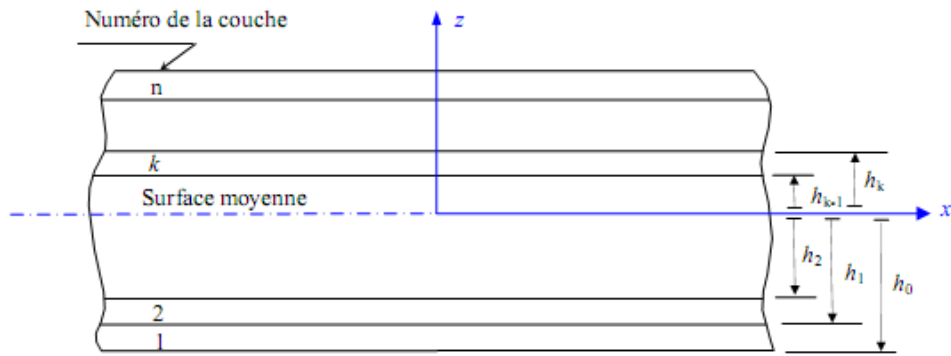 Numéro de la couche
z
n
k
Surface moyenne
h_k
h_{k-1}
x
h_2
h_1
h_0
2
1